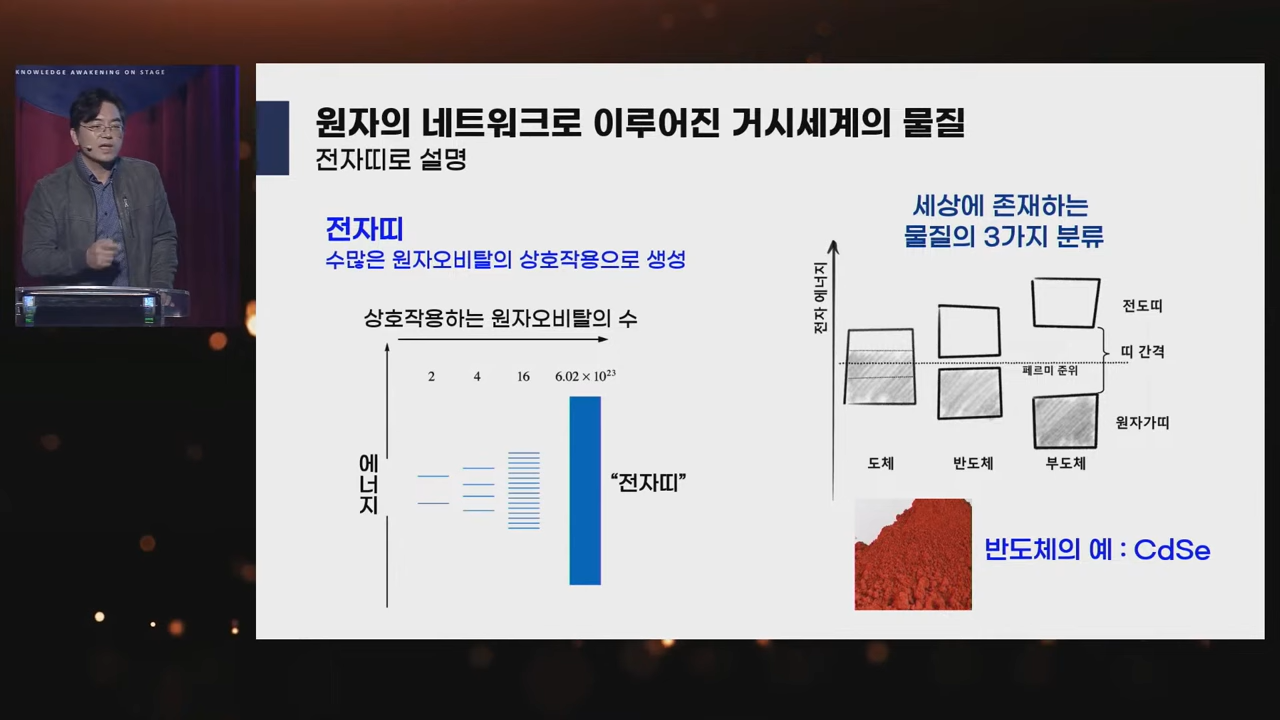 KNOWLEDGE AWAKENING ON STAGE
원자의 네트워크로 이루어진 거시세계의 물질
전자띠로 설명
전자띠
수많은 원자오비탈의 상호작용으로 생성
상호작용하는 원자오비탈의 수
2 4 16 6.02 × 10²³
에너지
“전자띠”
세상에 존재하는
물질의 3가지 분류
전자 에너지
전도띠
띠 간격
페르미 준위
원자가띠
도체 반도체 부도체
반도체의 예 : CdSe